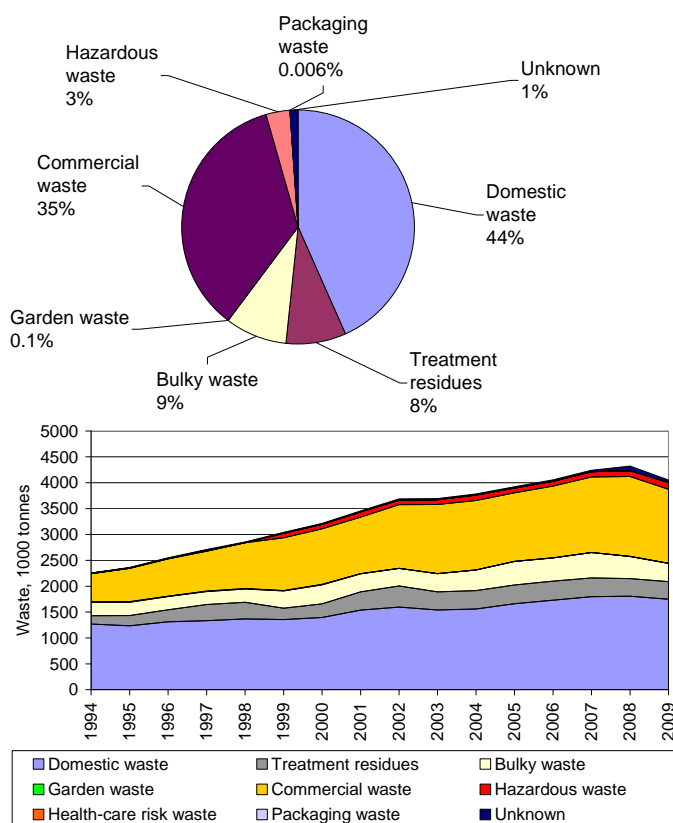 Packaging
waste
0.006%
Hazardous
waste
3%
Unknown
1%
Commercial
waste
35%
Domestic
waste
44%
Garden waste
0.1%
Bulky waste
9%
Treatment
residues
8%
Waste, 1000 tonnes
5000
4500
4000
3500
3000
2500
2000
1500
1000
500
0
1994 1995 1996 1997 1998 1999 2000 2001 2002 2003 2004 2005 2006 2007 2008 2009
Domestic waste Treatment residues Bulky waste
Garden waste Commercial waste Hazardous waste
Health-care risk waste Packaging waste Unknown